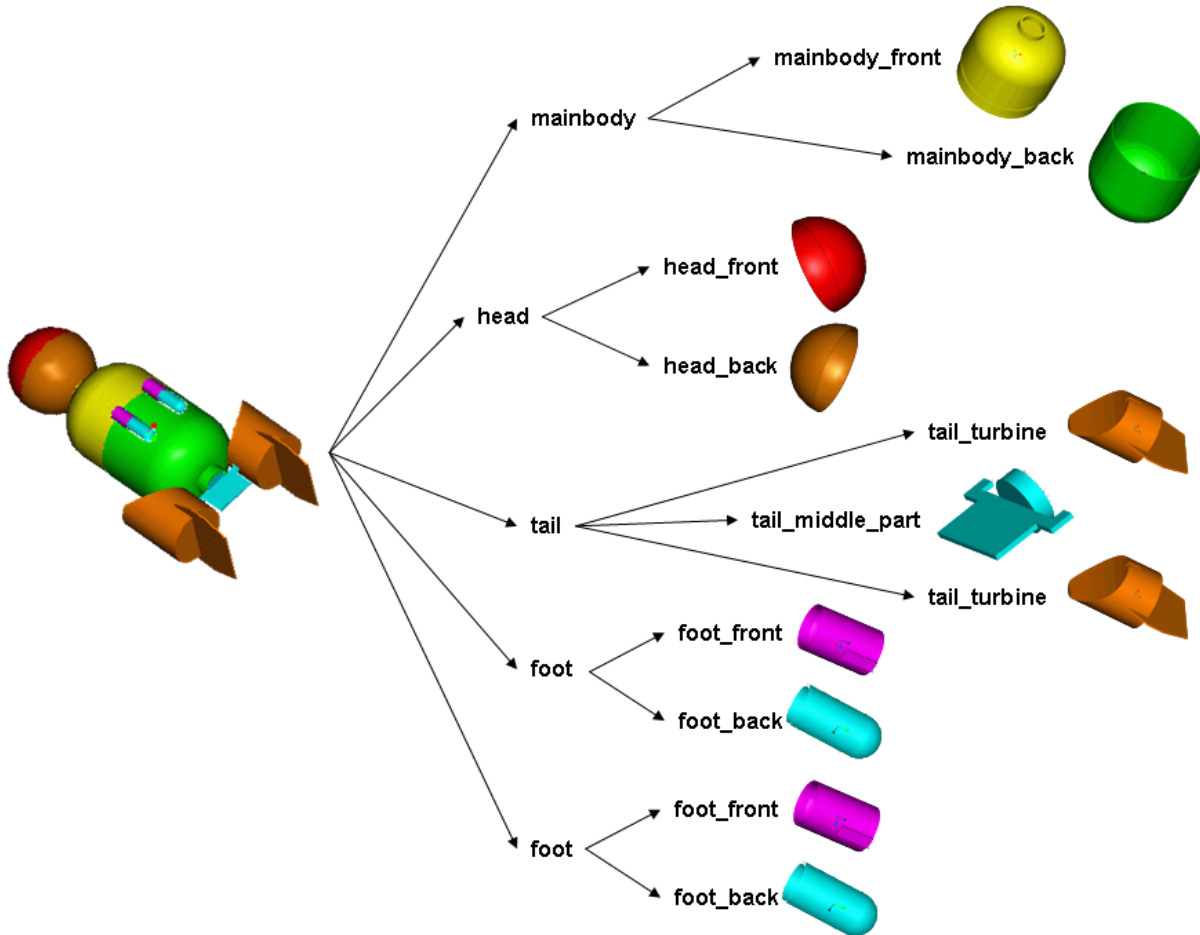 mainbody_front
mainbody
mainbody_back
head_front
head
head_back
tail_turbine
tail_middle_part
tail
tail_turbine
foot_front
foot
foot_back
foot_front
foot
foot_back